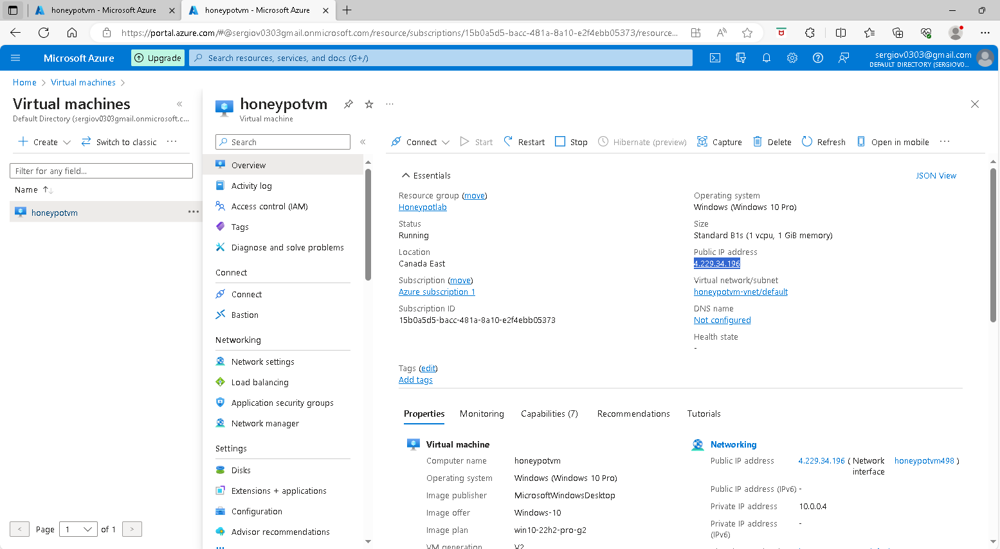 honeypotvm - Microsoft Azure
honeypotvm - Microsoft Azure
https://portal.azure.com/#@sergiov0303gmail.onmicrosoft.com/resource/subscriptions/15b0a5d5-bacc-481a-8a10-e2f4ebb05373/resource...
Microsoft Azure
Upgrade
Search resources, services, and docs (G+/)
sergiov0303@gmail.com
DEFAULT DIRECTORY (SERGIOV0...
Home > Virtual machines >
Virtual machines
Default Directory (sergiov0303gmail.onmicrosoft.c...
Create
Switch to classic
Filter for any field...
Name
honeypotvm
< Page 1 of 1 >
honeypotvm
Virtual machine
Search
Overview
Activity log
Access control (IAM)
Tags
Diagnose and solve problems
Connect
Connect
Bastion
Networking
Network settings
Load balancing
Application security groups
Network manager
Settings
Disks
Extensions + applications
Configuration
Advisor recommendations
Connect Start Restart Stop Hibernate (preview) Capture Delete Refresh Open in mobile
Essentials
JSON View
Resource group (move)
Honeypotlab
Status
Running
Location
Canada East
Subscription (move)
Azure subscription 1
Subscription ID
15b0a5d5-bacc-481a-8a10-e2f4ebb05373
Operating system
Windows (Windows 10 Pro)
Size
Standard B1s (1 vcpu, 1 GiB memory)
Public IP address
4.229.34.196
Virtual network/subnet
honeypotvm-vnet/default
DNS name
Not configured
Health state
-
Tags (edit)
Add tags
Properties Monitoring Capabilities (7) Recommendations Tutorials
Virtual machine
Computer name honeypotvm
Operating system Windows (Windows 10 Pro)
Image publisher MicrosoftWindowsDesktop
Image offer Windows-10
Image plan win10-22h2-pro-g2
VM generation V2
Networking
Public IP address 4.229.34.196 ( Network honeypotvm498 )
interface
Public IP address (IPv6) -
Private IP address 10.0.0.4
Private IP address -
(IPv6)